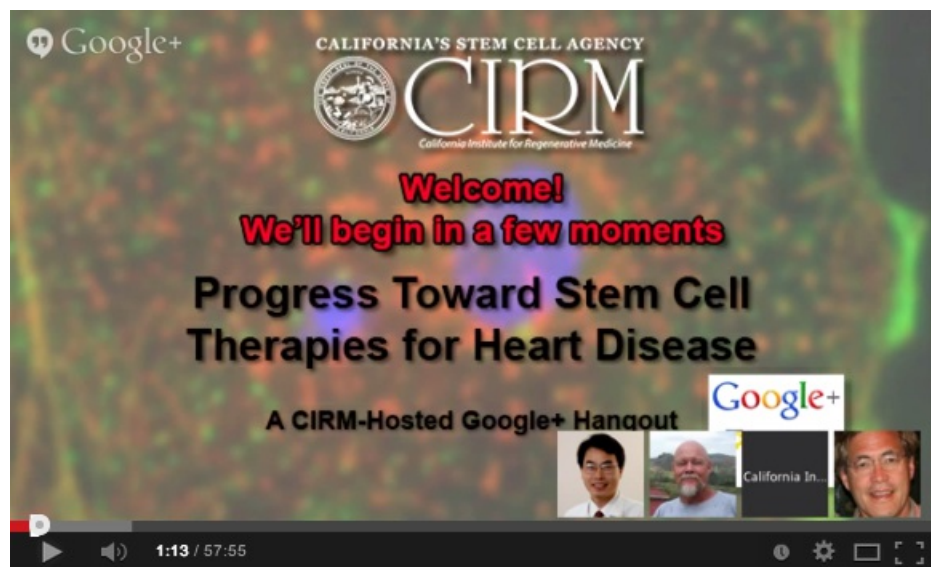 Google+
CALIFORNIA'S STEM CELL AGENCY
CIRM
California Institute for Regenerative Medicine
Welcome!
We'll begin in a few moments
Progress Toward Stem Cell
Therapies for Heart Disease
Google+
A CIRM-Hosted Google+ Hangout
California In...
1:13 / 57:55